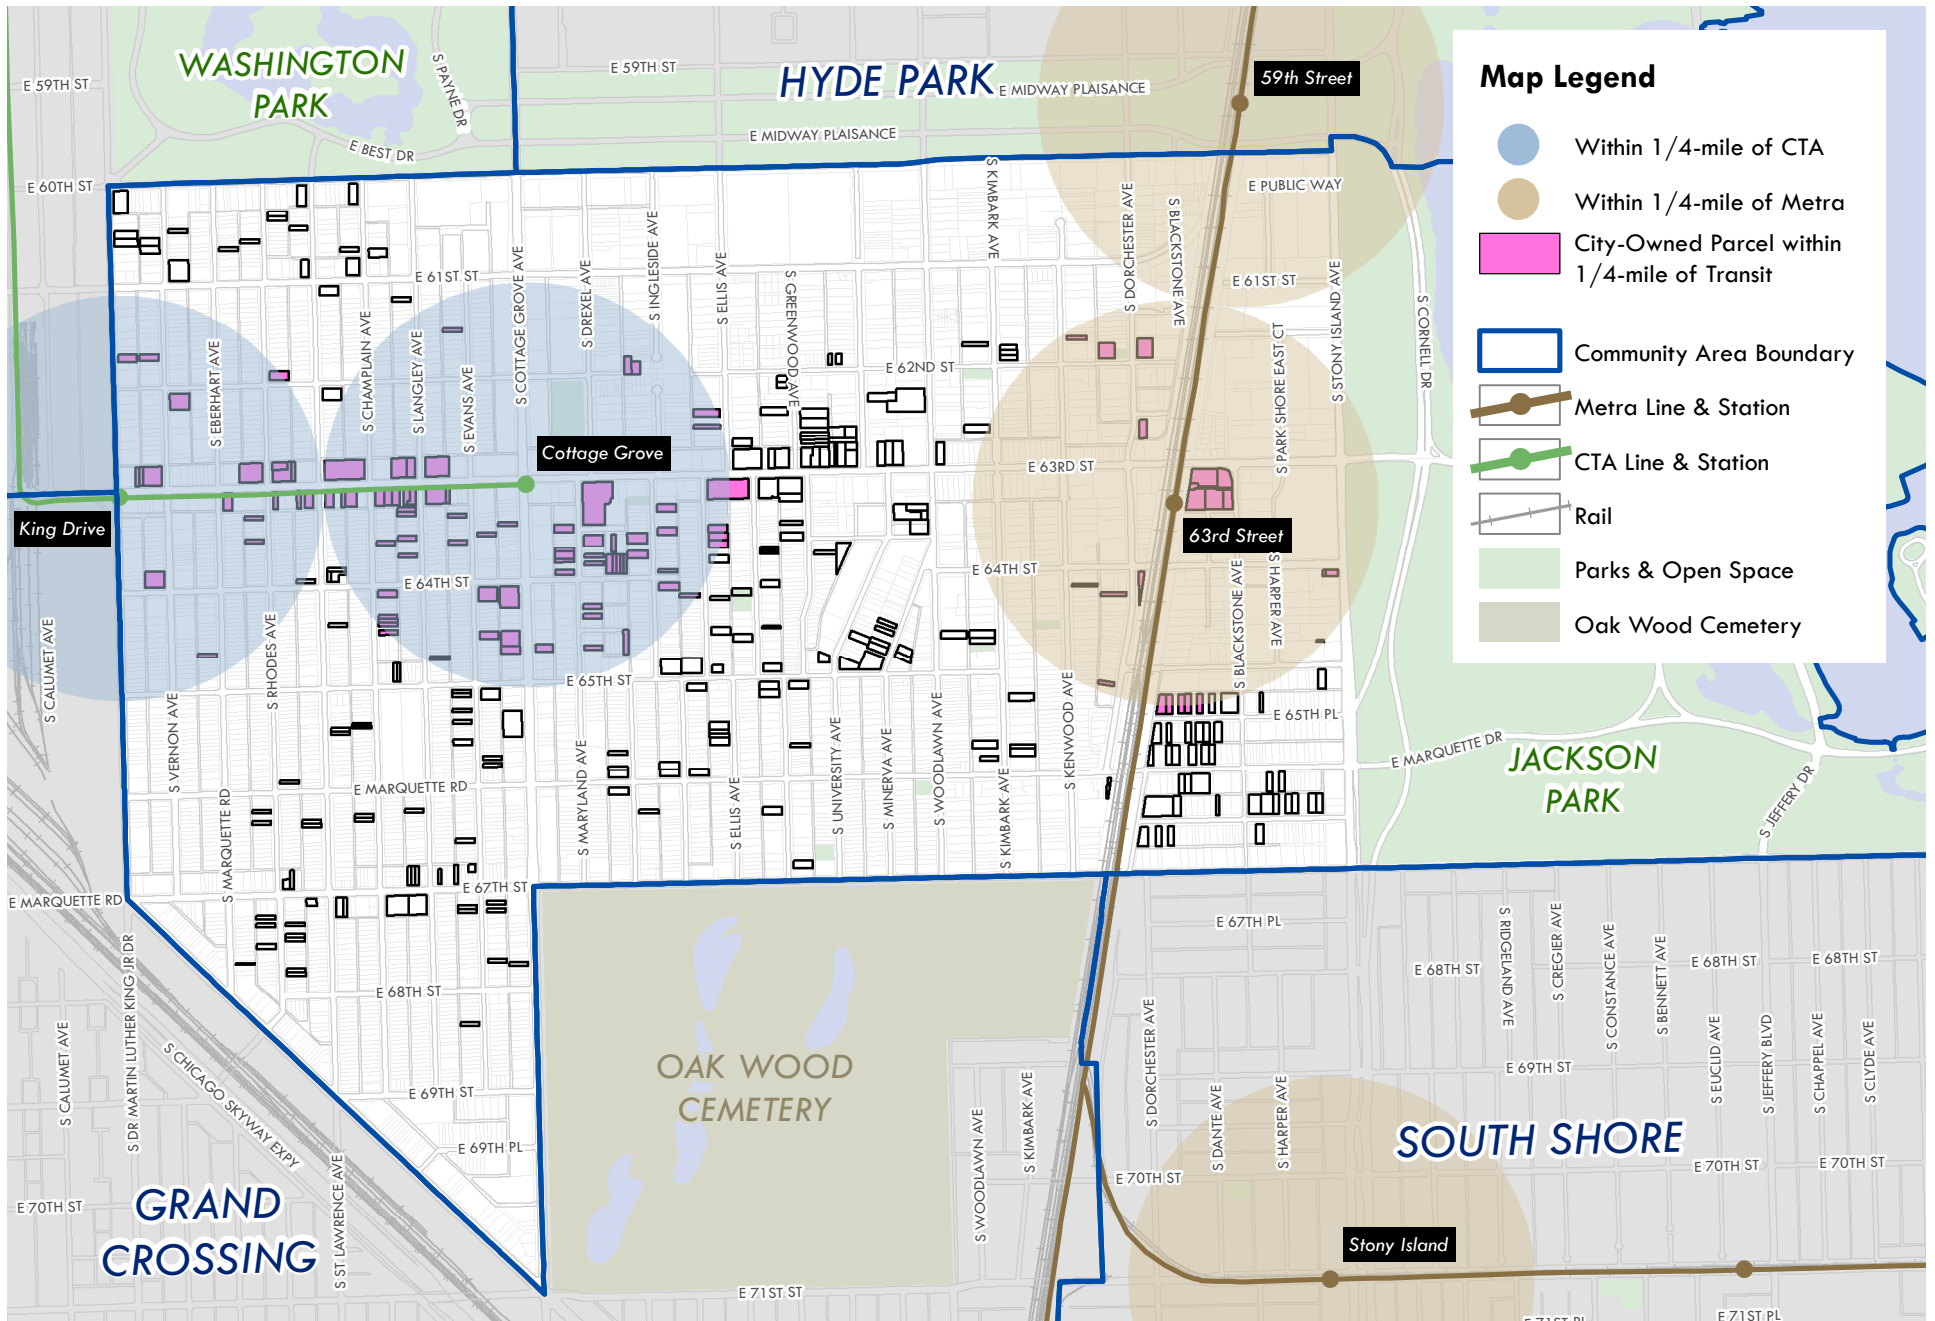 WASHINGTON
PARK
HYDE PARK
E 59TH ST
S PAYNE DR
E 59TH ST
E MIDWAY PLAISANCE
59th Street
E MIDWAY PLAISANCE
E BEST DR
E 60TH ST
S KIMBARK AVE
S DORCHESTER AVE
S BLACKSTONE AVE
E PUBLIC WAY
Map Legend
Within 1/4-mile of CTA
Within 1/4-mile of Metra
City-Owned Parcel within
1/4-mile of Transit
Community Area Boundary
Metra Line & Station
CTA Line & Station
Rail
Parks & Open Space
Oak Wood Cemetery
E 61ST ST
S COTTAGE GROVE AVE
S DREXEL AVE
S INGLESIDE AVE
S ELLIS AVE
S GREENWOOD AVE
E 61ST ST
S STONY ISLAND AVE
S CORNELL DR
S EBERHART AVE
S CHAMPLAIN AVE
S LANGLEY AVE
S EVANS AVE
E 62ND ST
S PARK SHORE EAST CT
Cottage Grove
E 63RD ST
King Drive
63rd Street
E 64TH ST
E 64TH ST
S BLACKSTONE AVE
S HARPER AVE
S CALUMET AVE
S RHODES AVE
E 65TH ST
S VERNON AVE
S KENWOOD AVE
E 65TH PL
S MARYLAND AVE
S UNIVERSITY AVE
S MINERVA AVE
S WOODLAWN AVE
E MARQUETTE DR
JACKSON
PARK
S MARQUETTE RD
E MARQUETTE RD
S ELLIS AVE
S KIMBARK AVE
S JEFFERY DR
E 67TH ST
E MARQUETTE RD
E 67TH PL
S RIDGELAND AVE
S CREGIER AVE
S CONSTANCE AVE
S BENNETT AVE
E 68TH ST
E 68TH ST
E 68TH ST
E 68TH ST
S CALUMET AVE
S DR MARTIN LUTHER KING JR DR
S CHICAGO SKYWAY EXPY
OAK WOOD
CEMETERY
S DORCHESTER AVE
S EUCLID AVE
S JEFFERY BLVD
S CHAPPEL AVE
S CLYDE AVE
E 69TH ST
E 69TH ST
S WOODLAWN AVE
S KIMBARK AVE
S DANTE AVE
S HARPER AVE
SOUTH SHORE
E 69TH PL
E 70TH ST
E 70TH ST
E 70TH ST
E 70TH ST
GRAND
CROSSING
S ST LAWRENCE AVE
Stony Island
E 71ST ST
E 71ST PL
E 71ST PL